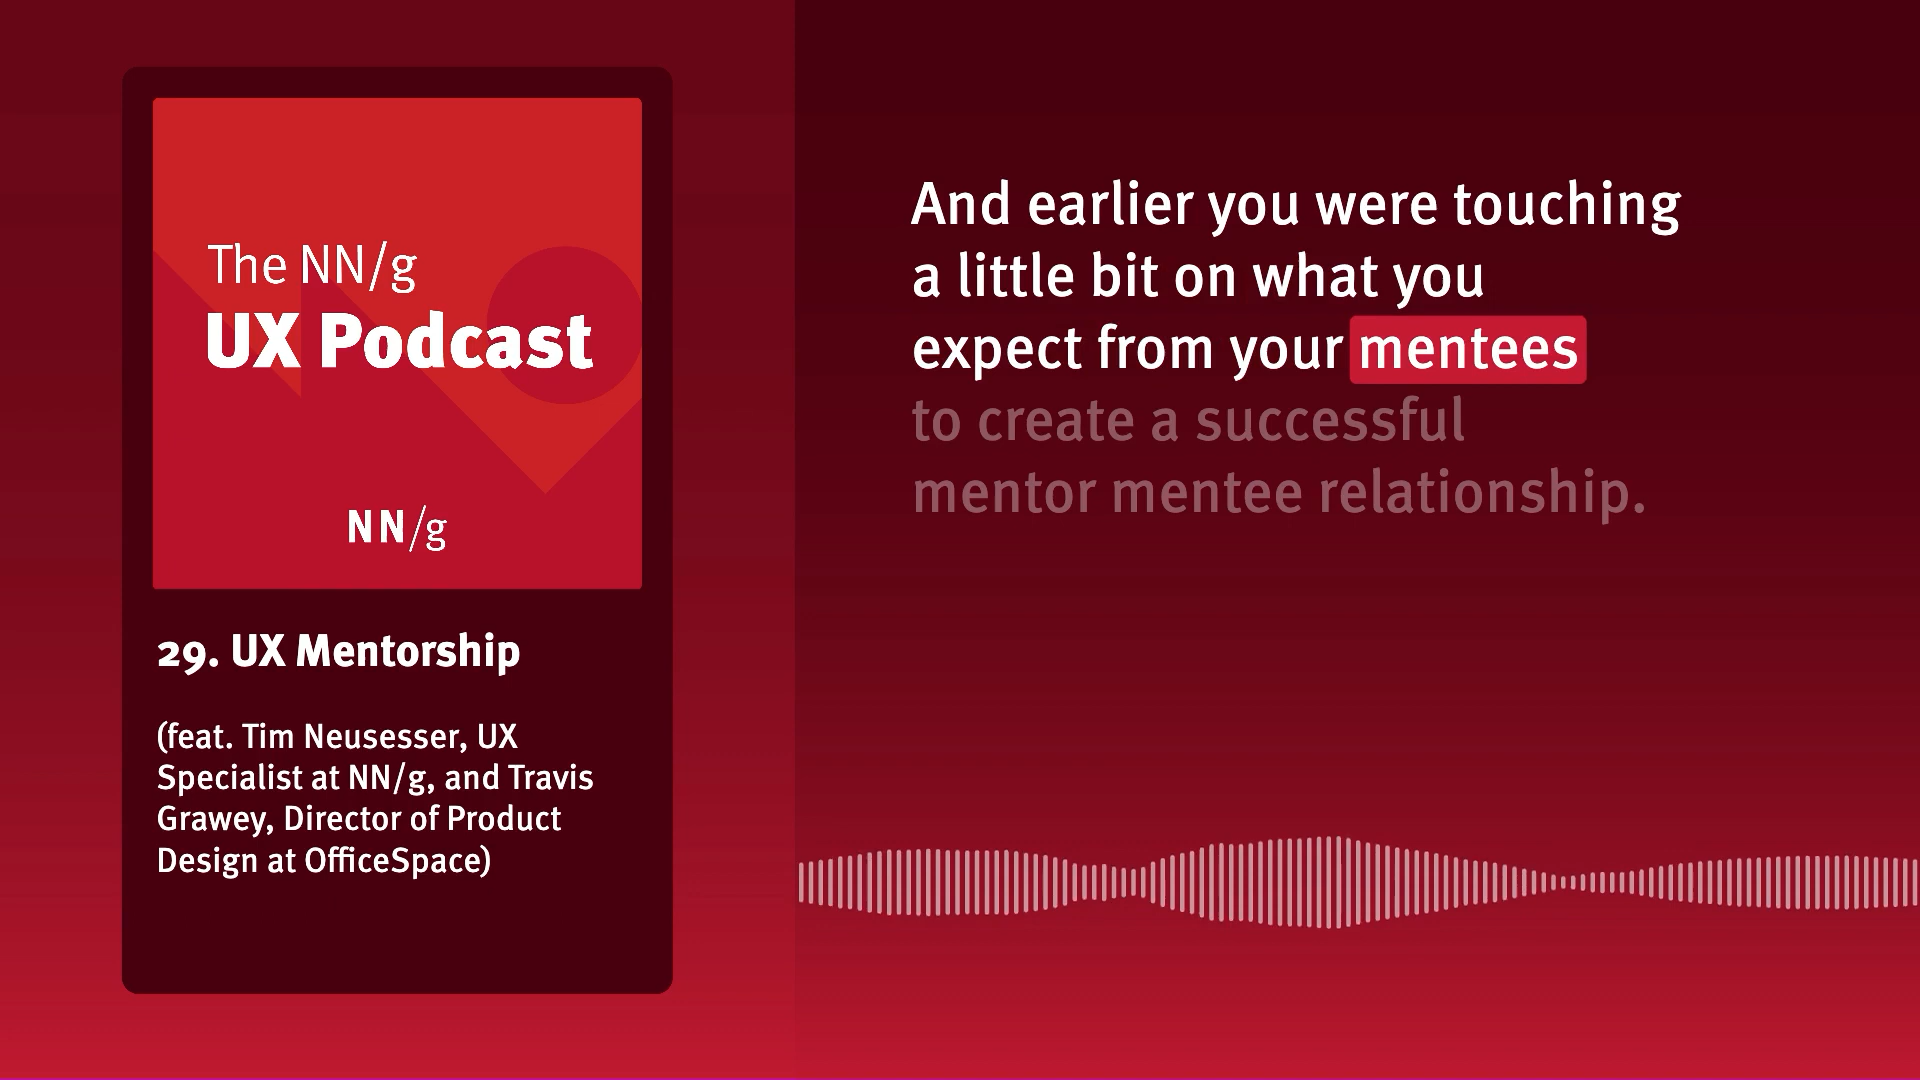 The NN/g
UX Podcast
NN/g
29. UX Mentorship
(feat. Tim Neusesser, UX
Specialist at NN/g, and Travis
Grawey, Director of Product
Design at OfficeSpace)
And earlier you were touching
a little bit on what you
expect from your mentees
to create a successful
mentor mentee relationship.